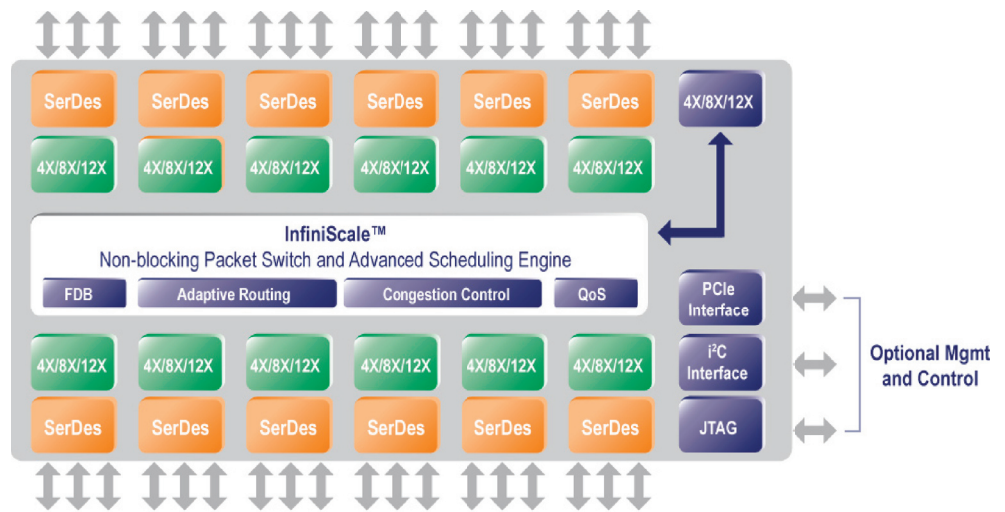 SerDes SerDes SerDes SerDes SerDes SerDes
4X/8X/12X
4X/8X/12X 4X/8X/12X 4X/8X/12X 4X/8X/12X 4X/8X/12X 4X/8X/12X
InfiniScale™
Non-blocking Packet Switch and Advanced Scheduling Engine
FDB Adaptive Routing Congestion Control QoS
PCIe
Interface
i²C
Interface
JTAG
4X/8X/12X 4X/8X/12X 4X/8X/12X 4X/8X/12X 4X/8X/12X 4X/8X/12X
SerDes SerDes SerDes SerDes SerDes SerDes
Optional Mgmt
and Control